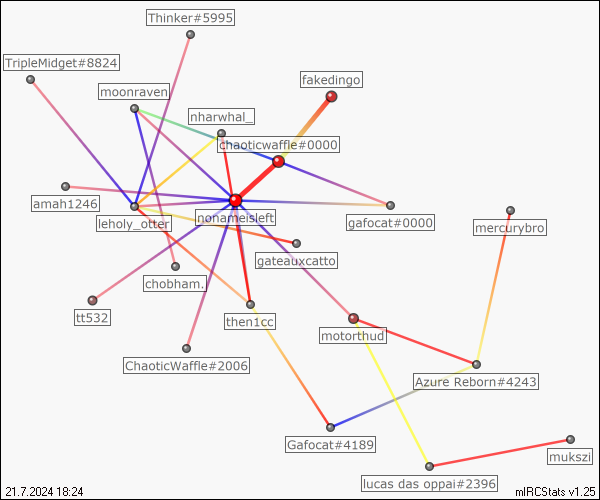 Thinker#5995
TripleMidget#8824
fakedingo
moonraven
nharwhal_
chaoticwaffle#0000
amah1246
leholy_otter
nonameisleft
gafocat#0000
mercurybro
gateauxcatto
chobham.
tt532
then1cc
motorthud
ChaoticWaffle#2006
Azure Reborn#4243
Gafocat#4189
mukszi
lucas das oppai#2396
21.7.2024 18:24
mIRCStats v1.25